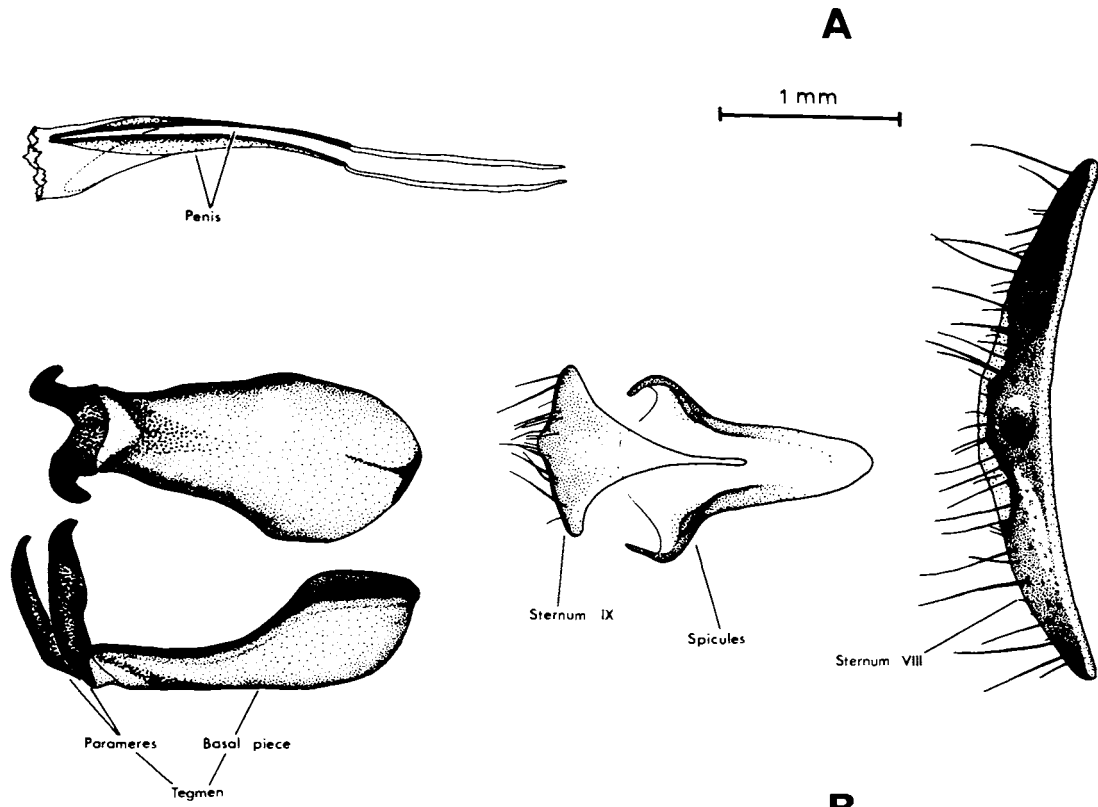 A
1 mm
Penis
Sternum IX
Spicules
Sternum VIII
Parameres
Basal piece
Tegmen
B